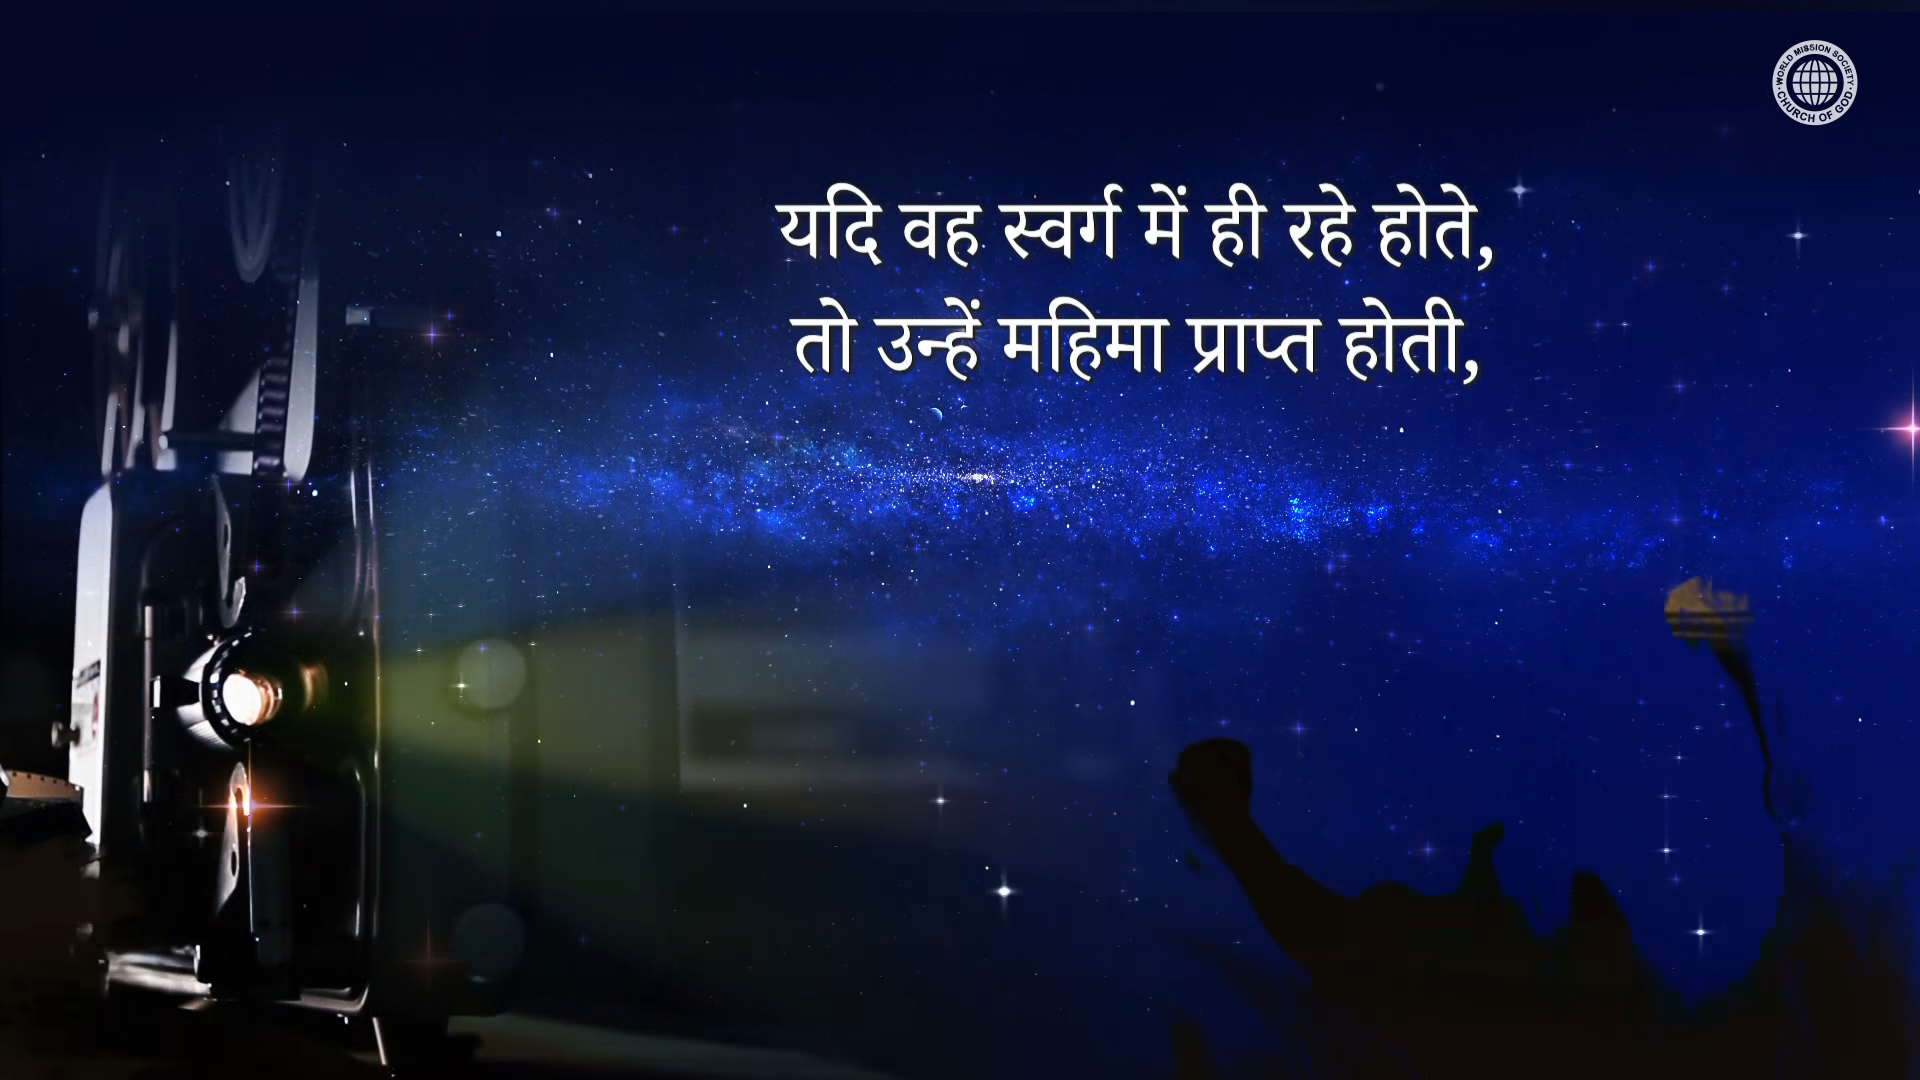 WORLD MISSION SOCIETY
CHURCH OF GOD
यदि वह स्वर्ग में ही रहे होते,
तो उन्हें महिमा प्राप्त होती,